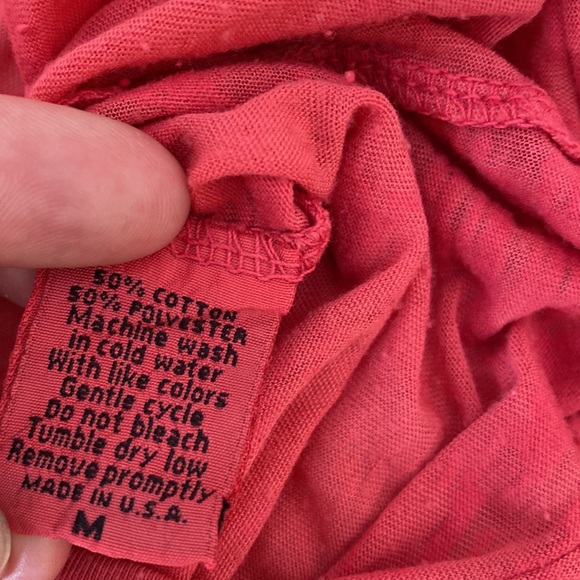 50% COTTON
50% POLYESTER
Machine wash
in cold water
With like colors
Gentle cycle
Do not bleach
Tumble dry low
Remove promptly
MADE IN U.S.A.
M